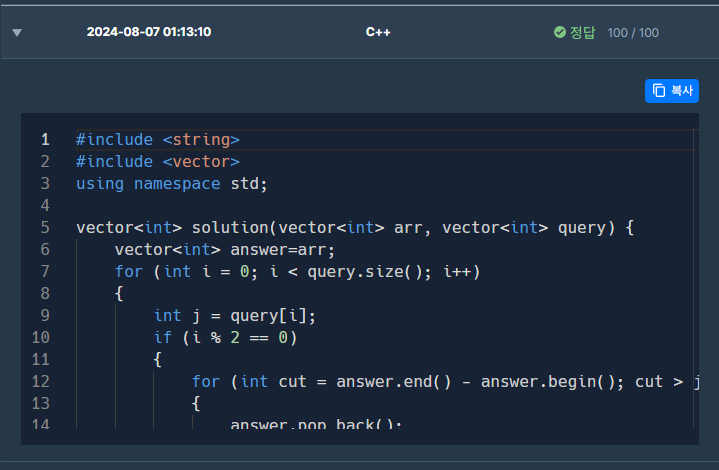 2024-08-07 01:13:10 C++ 정답 100 / 100
복사
1 #include <string>
2 #include <vector>
3 using namespace std;
4
5 vector<int> solution(vector<int> arr, vector<int> query) {
6 vector<int> answer=arr;
7 for (int i = 0; i < query.size(); i++)
8 {
9 int j = query[i];
10 if (i % 2 == 0)
11 {
12 for (int cut = answer.end() - answer.begin(); cut > j
13 {
14 answer.pop_back();